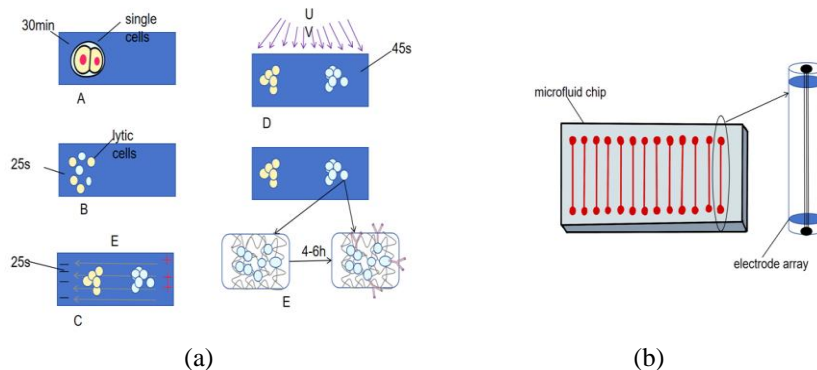 30min
single
cells
A
25s
lytic
cells
B
E
25s
C
U
V
45s
D
4-6h
E
(a)
microfluid chip
electrode array
(b)